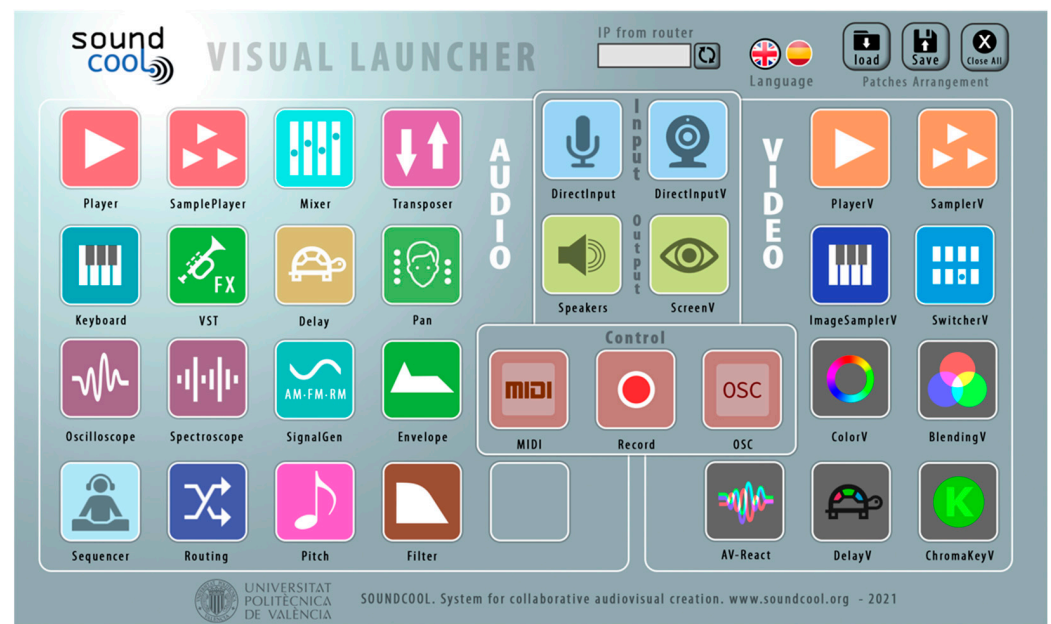 sound
cool
VISUAL LAUNCHER
IP from router
Language
load
Save
Close All
Patches Arrangement
AUDIO
Player
SamplePlayer
Mixer
Transposer
Keyboard
FX
VST
Delay
Pan
Oscilloscope
Spectroscope
AM-FM-RM
SignalGen
Envelope
Sequencer
Routing
Pitch
Filter
Input
DirectInput
DirectInputV
Output
Speakers
ScreenV
Control
MIDI
MIDI
Record
OSC
OSC
VIDEO
PlayerV
SamplerV
ImageSamplerV
SwitcherV
ColorV
BlendingV
AV-React
DelayV
K
ChromaKeyV
UNIVERSITAT
POLITÈCNICA
DE VALÈNCIA
SOUNDCOOL. System for collaborative audiovisual creation. www.soundcool.org - 2021